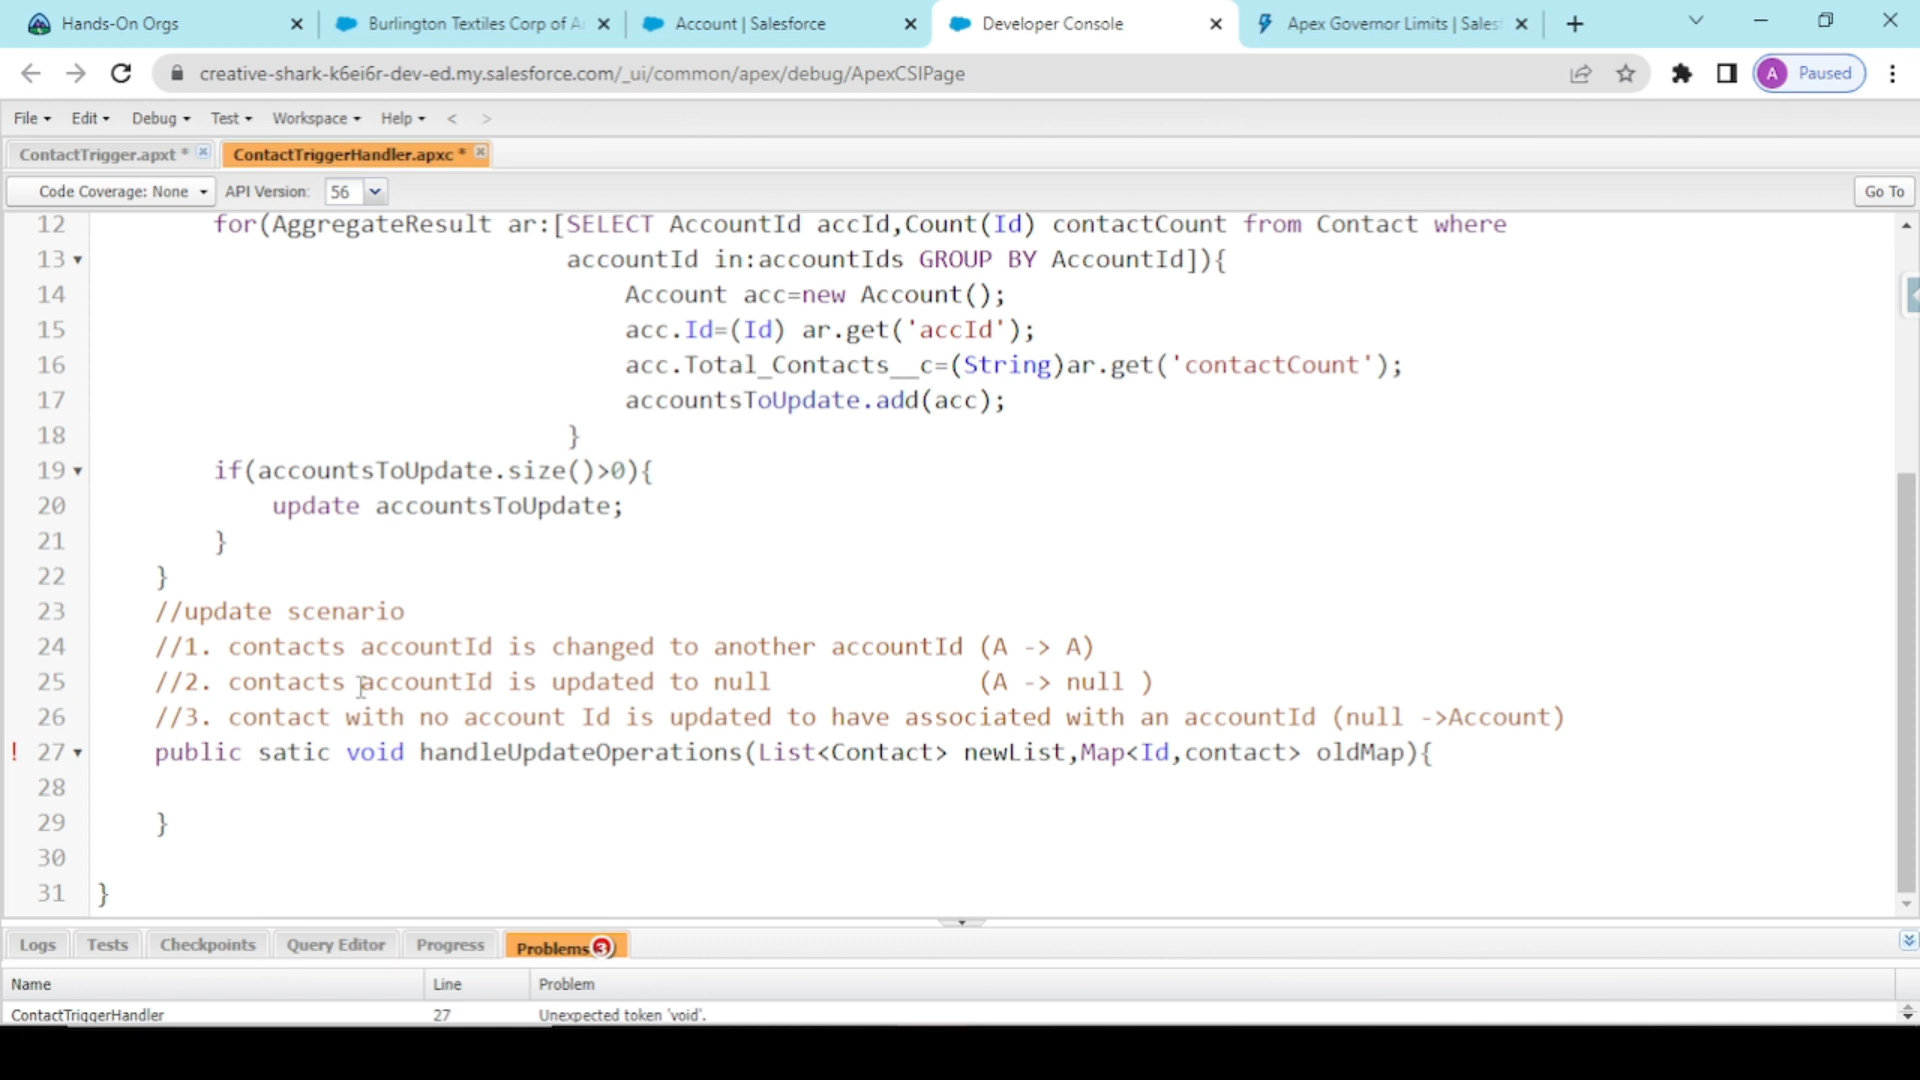 Hands-On Orgs
Burlington Textiles Corp of A
Account | Salesforce
Developer Console
Apex Governor Limits | Sales
creative-shark-k6ei6r-dev-ed.my.salesforce.com/_ui/common/apex/debug/ApexCSIPage
A Paused
File Edit Debug Test Workspace Help < >
ContactTrigger.apxt * ContactTriggerHandler.apxc *
Code Coverage: None API Version: 56 Go To
12 for(AggregateResult ar:[SELECT AccountId accId,Count(Id) contactCount from Contact where
13 accountId in:accountIds GROUP BY AccountId]){
14 Account acc=new Account();
15 acc.Id=(Id) ar.get('accId');
16 acc.Total_Contacts__c=(String)ar.get('contactCount');
17 accountsToUpdate.add(acc);
18 }
19 if(accountsToUpdate.size()>0){
20 update accountsToUpdate;
21 }
22 }
23 //update scenario
24 //1. contacts accountId is changed to another accountId (A -> A)
25 //2. contacts accountId is updated to null (A -> null )
26 //3. contact with no account Id is updated to have associated with an accountId (null ->Account)
! 27 public satic void handleUpdateOperations(List<Contact> newList,Map<Id,contact> oldMap){
28
29 }
30
31 }
Logs Tests Checkpoints Query Editor Progress Problems 3
Name Line Problem
ContactTriggerHandler 27 Unexpected token 'void'.